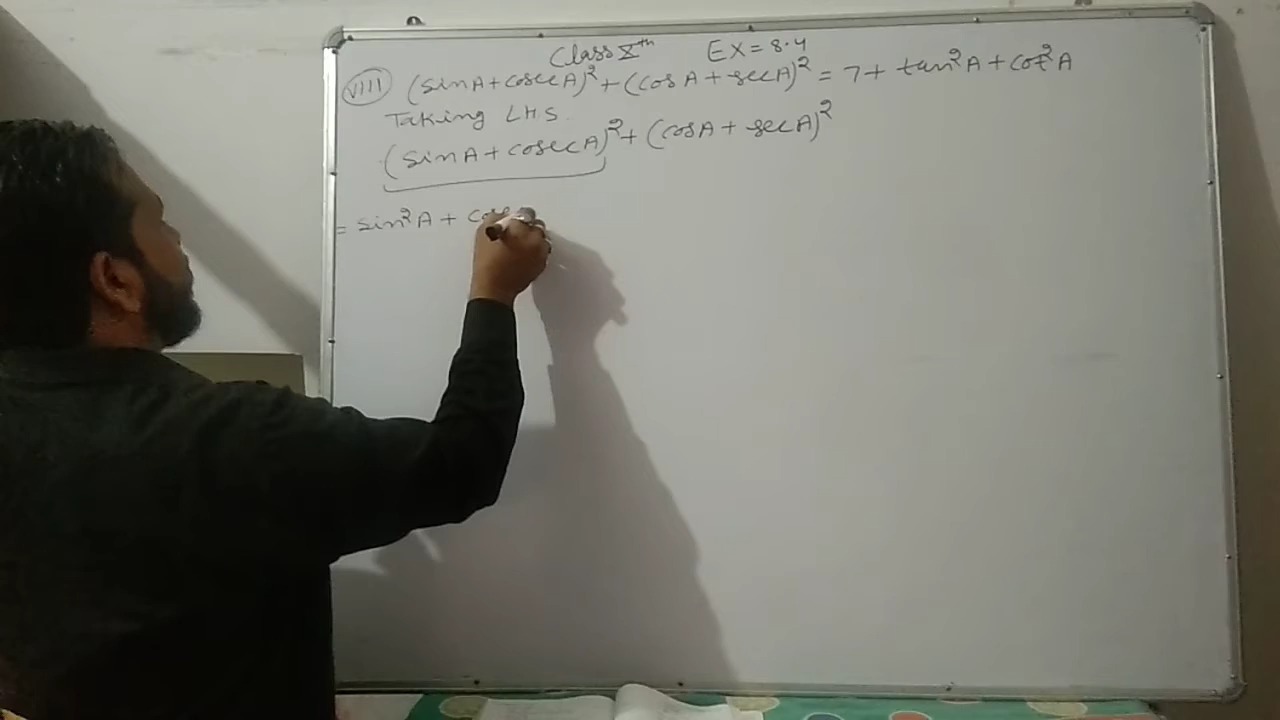 Class Xth EX = 8.4
(VIII) (sinA + cosecA)² + (cosA + secA)² = 7 + tan²A + cot²A
Taking LHS.
(sinA + cosecA)² + (cosA + secA)²
= sin²A +